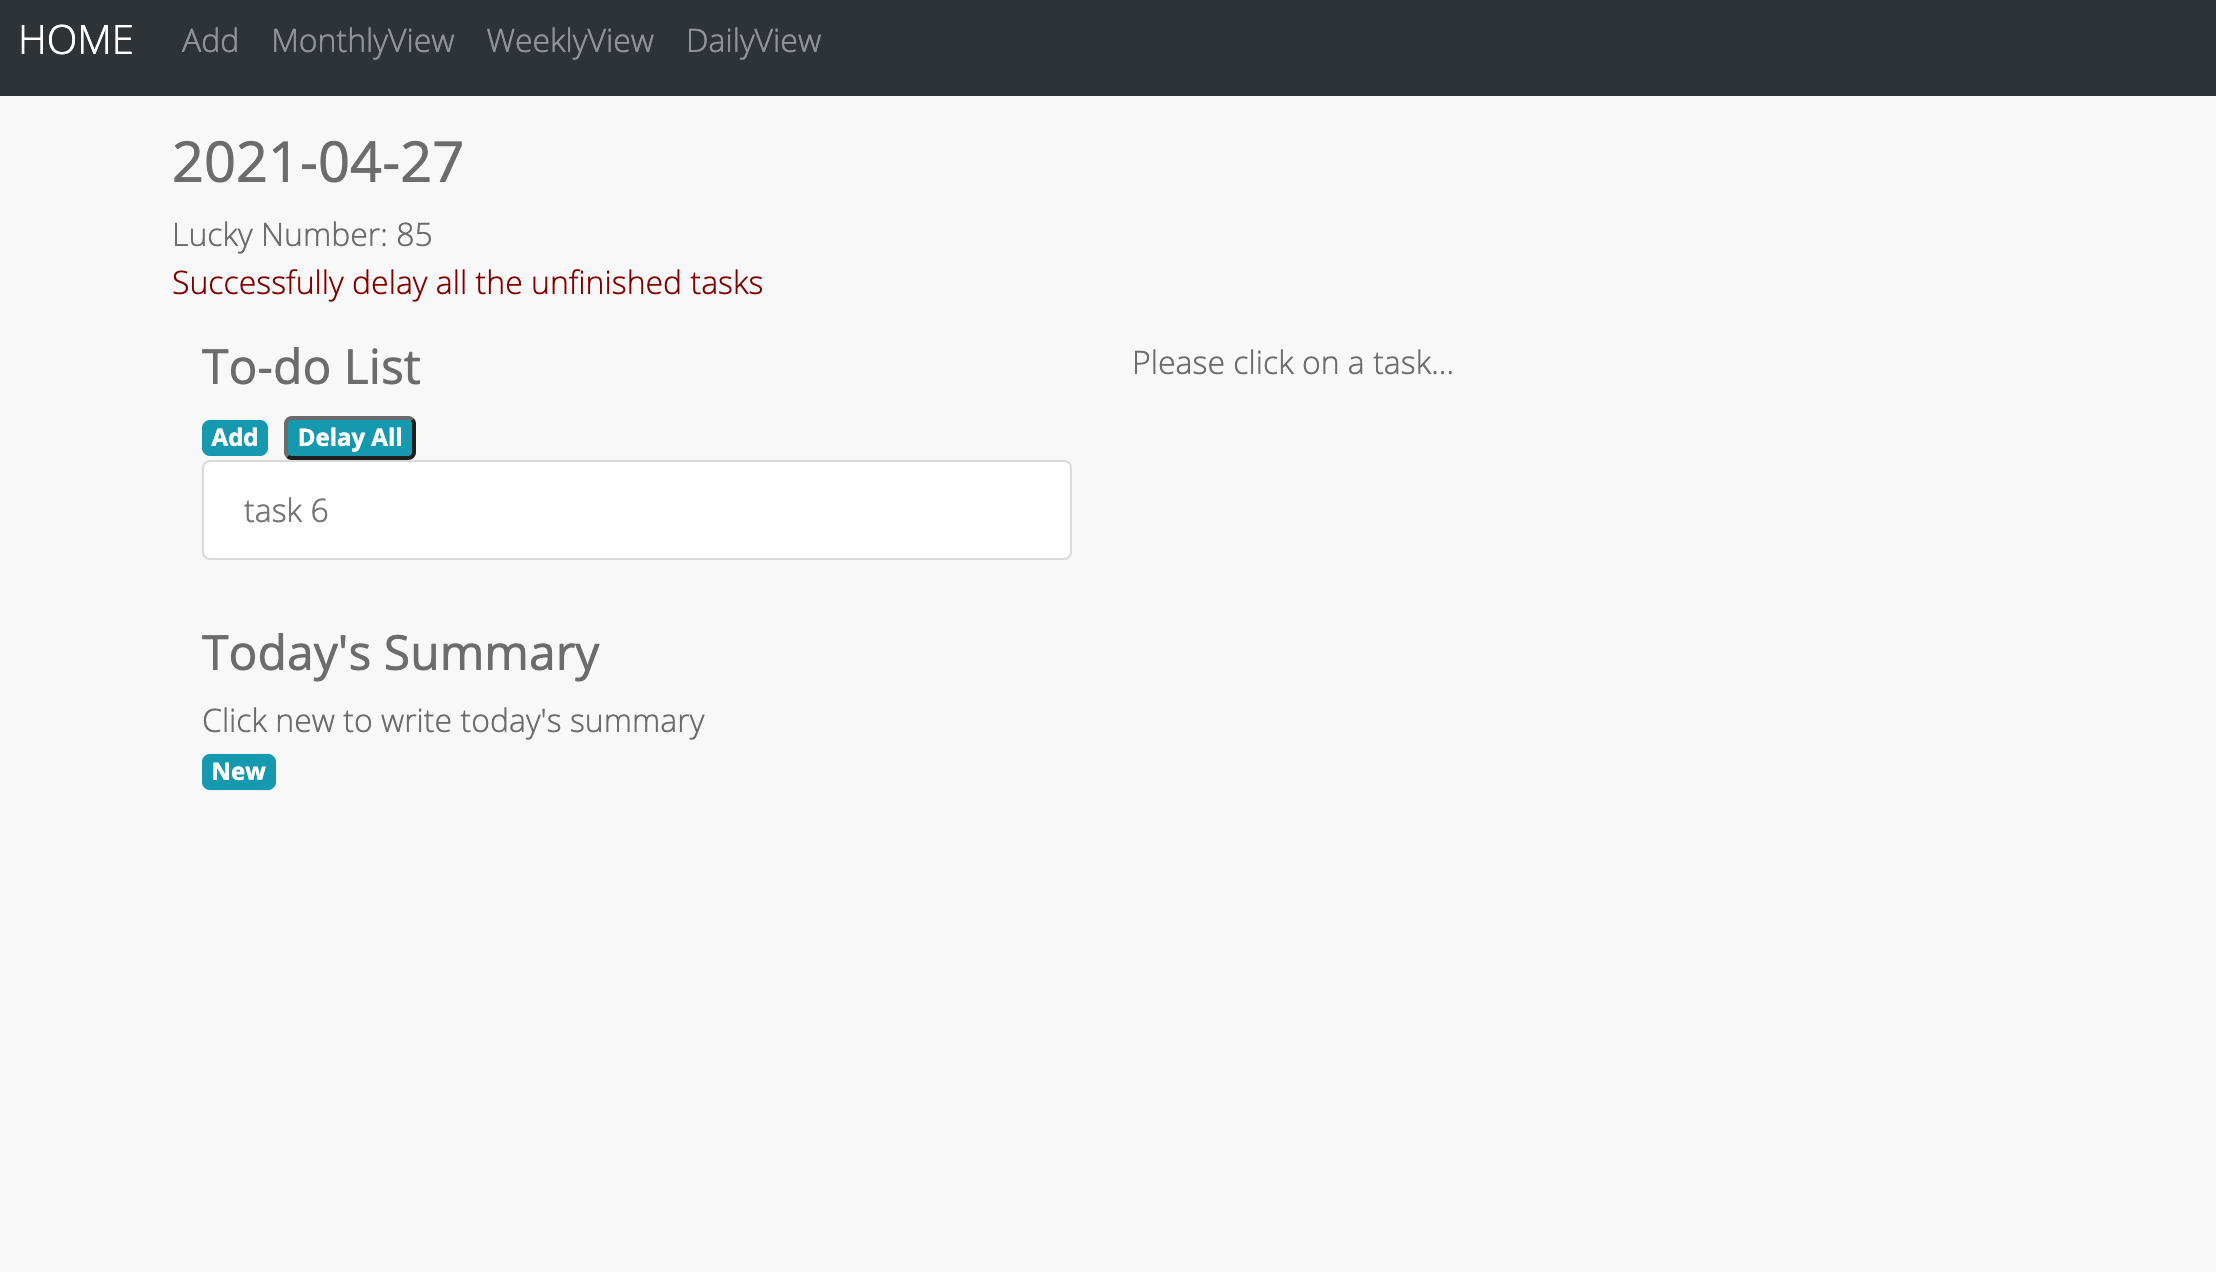 HOME Add MonthlyView WeeklyView DailyView
2021-04-27
Lucky Number: 85
Successfully delay all the unfinished tasks
To-do List
Add Delay All
task 6
Today's Summary
Click new to write today's summary
New
Please click on a task...